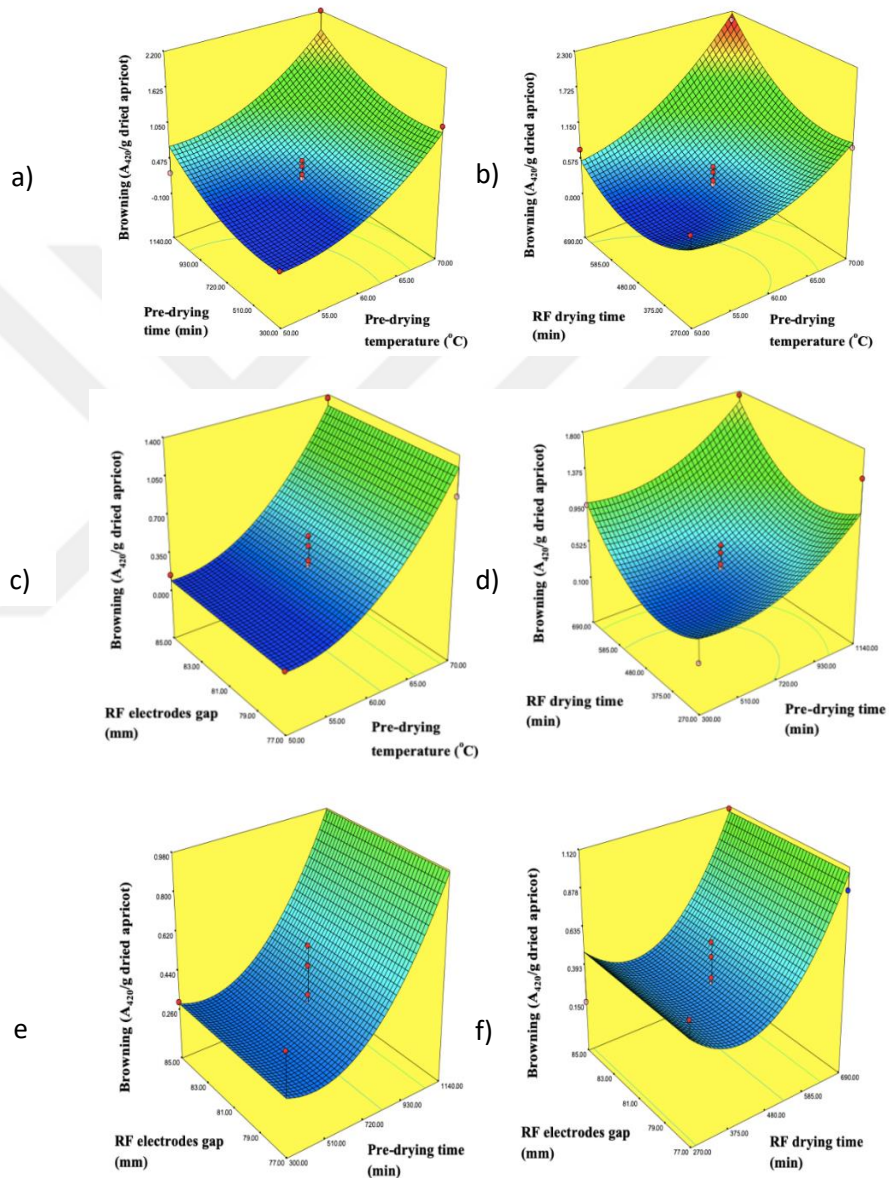 a)
Browning (A420/g dried apricot)
2.200
1.625
1.050
0.475
-0.100
1140.00
930.00
720.00
510.00
300.00
50.00
55.00
60.00
65.00
70.00
Pre-drying
time (min)
Pre-drying
temperature (°C)
b)
Browning (A420/g dried apricot)
2.300
1.725
1.150
0.575
0.000
690.00
585.00
480.00
375.00
270.00
50.00
55.00
60.00
65.00
70.00
RF drying time
(min)
Pre-drying
temperature (°C)
c)
Browning (A420/g dried apricot)
1.400
1.050
0.700
0.350
0.000
85.00
83.00
81.00
79.00
77.00
50.00
55.00
60.00
65.00
70.00
RF electrodes gap
(mm)
Pre-drying
temperature (°C)
d)
Browning (A420/g dried apricot)
1.800
1.375
0.950
0.525
0.100
690.00
585.00
480.00
375.00
270.00
300.00
510.00
720.00
930.00
1140.00
RF drying time
(min)
Pre-drying time
(min)
e
Browning (A420/g dried apricot)
0.980
0.800
0.620
0.440
0.260
85.00
83.00
81.00
79.00
77.00
300.00
510.00
720.00
930.00
1140.00
RF electrodes gap
(mm)
Pre-drying time
(min)
f)
Browning (A420/g dried apricot)
1.120
0.878
0.635
0.393
0.150
85.00
83.00
81.00
79.00
77.00
270.00
375.00
480.00
585.00
690.00
RF electrodes gap
(mm)
RF drying time
(min)